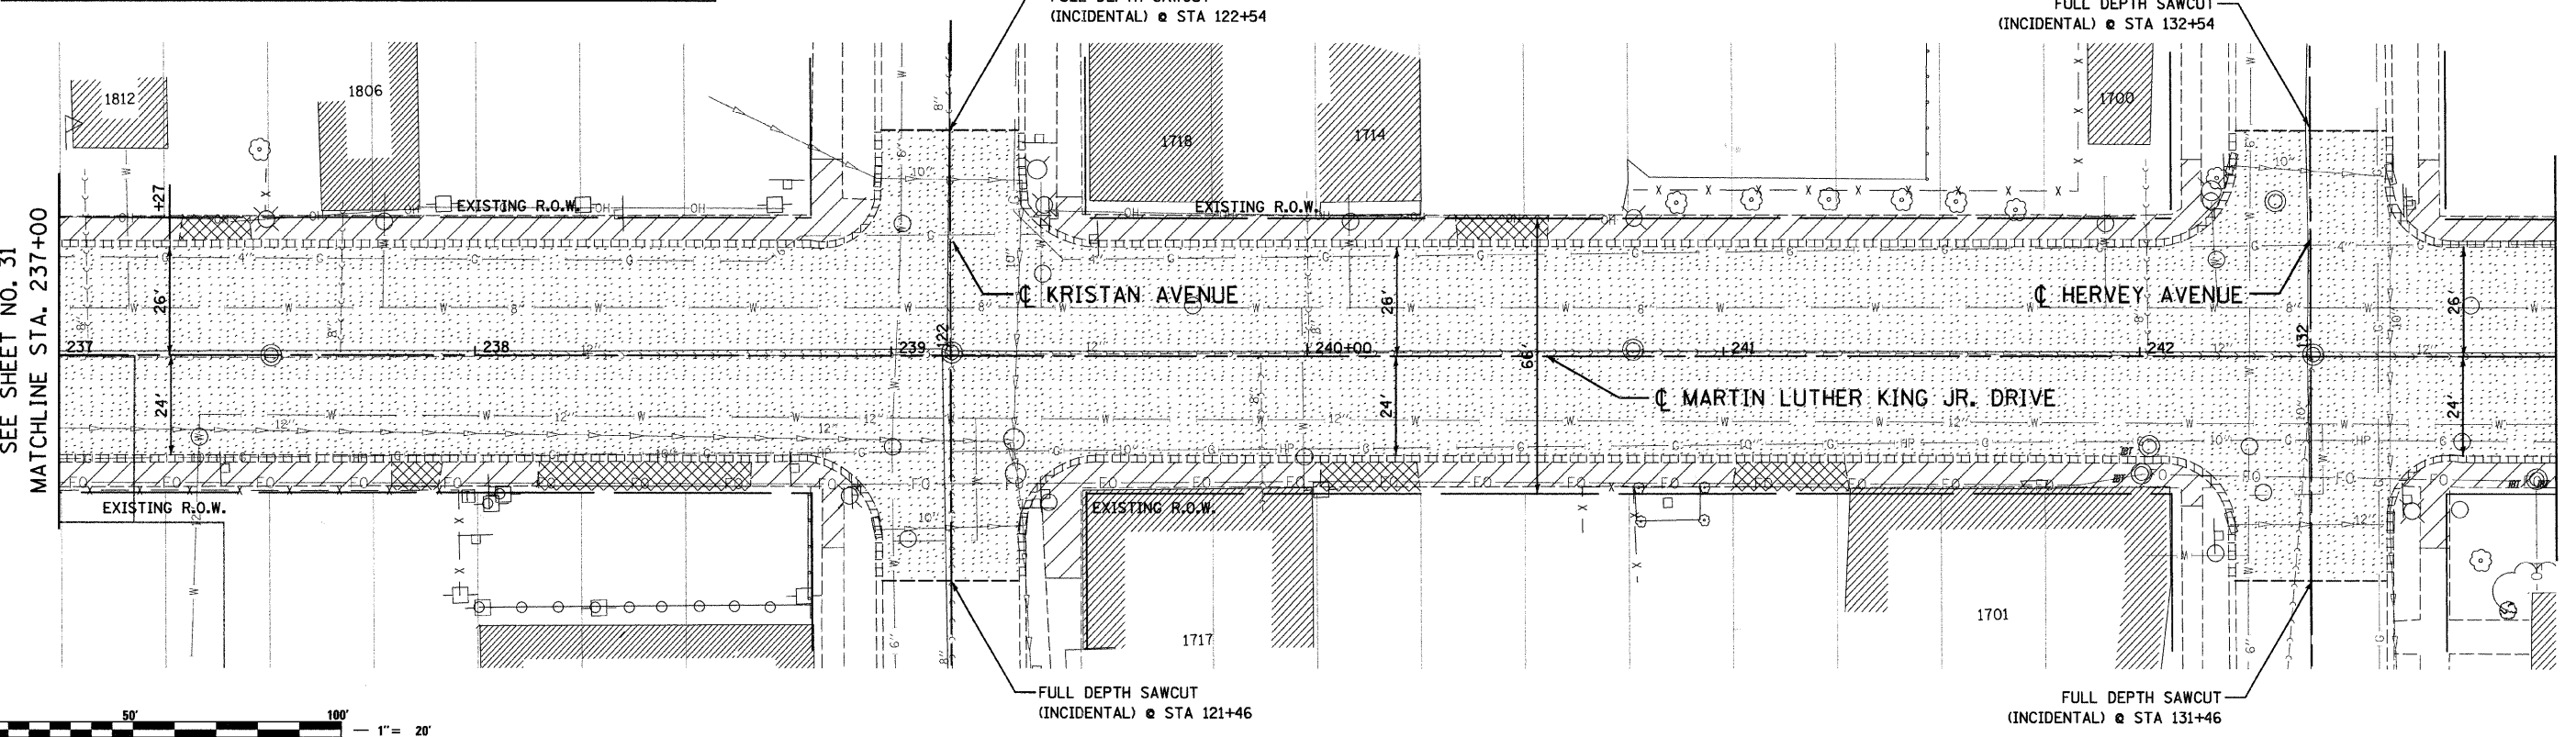 FULL DEPTH SAWCUT
(INCIDENTAL) @ STA 122+54
FULL DEPTH SAWCUT
(INCIDENTAL) @ STA 132+54
1812
1806
1718
1714
1700
SEE SHEET NO. 31
MATCHLINE STA. 237+00
+27
EXISTING R.O.W.
EXISTING R.O.W.
26'
26'
26'
℄ KRISTAN AVENUE
℄ HERVEY AVENUE
237
238
239
122
240+00
241
242
132
66'
24'
24'
24'
℄ MARTIN LUTHER KING JR. DRIVE
EXISTING R.O.W.
EXISTING R.O.W.
1717
1701
FULL DEPTH SAWCUT
(INCIDENTAL) @ STA 121+46
FULL DEPTH SAWCUT
(INCIDENTAL) @ STA 131+46
50'
100'
1"= 20'